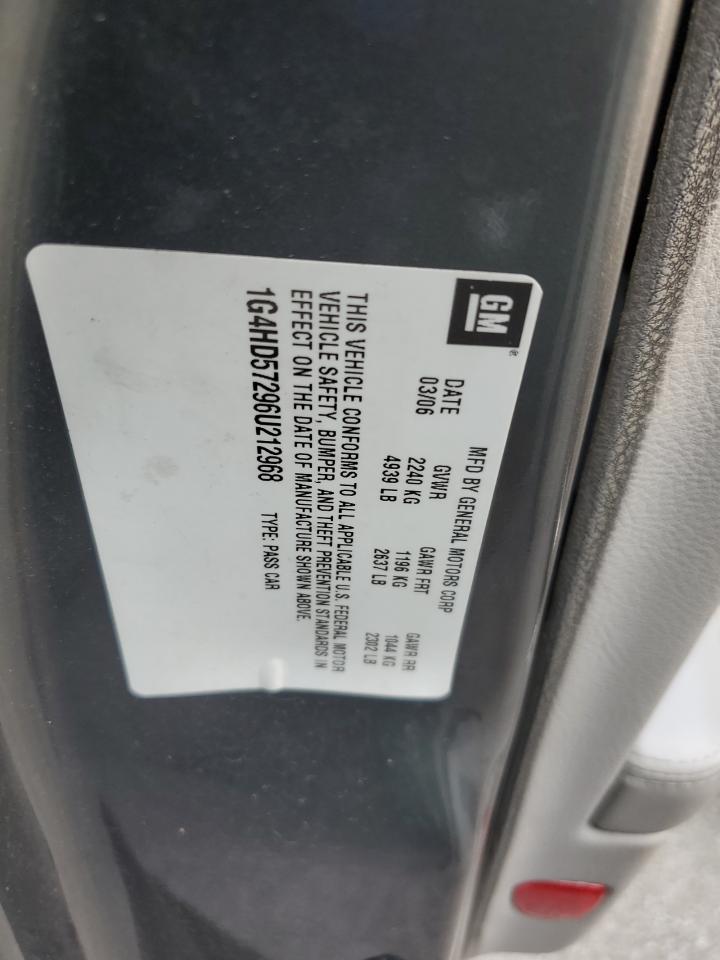 GM®
MFD BY GENERAL MOTORS CORP
DATE GVWR GAWR FRT GAWR RR
03/06 2240 KG 1196 KG 1044 KG
4939 LB 2637 LB 2302 LB
THIS VEHICLE CONFORMS TO ALL APPLICABLE U.S. FEDERAL MOTOR
VEHICLE SAFETY, BUMPER, AND THEFT PREVENTION STANDARDS IN
EFFECT ON THE DATE OF MANUFACTURE SHOWN ABOVE.
1G4HD57296U212968 TYPE: PASS CAR